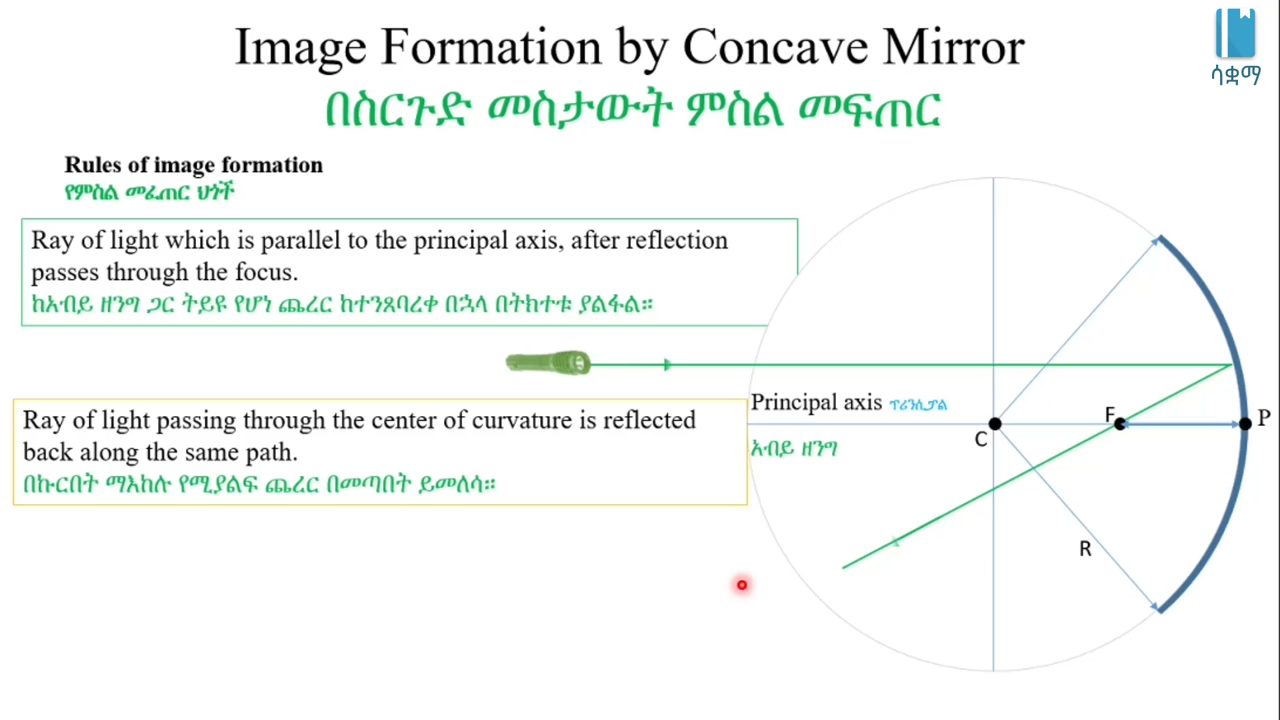 Image Formation by Concave Mirror
በስርጉድ መስታውት ምስል መፍጠር
ሳቋማ
Rules of image formation
የምስል መፈጠር ህጎች
Ray of light which is parallel to the principal axis, after reflection
passes through the focus.
ከአብይ ዘንግ ጋር ትይዩ የሆነ ጨረር ከተንጸባረቀ በኋላ በትክተቱ ያልፋል።
Ray of light passing through the center of curvature is reflected
back along the same path.
በኩርበት ማእከሉ የሚያልፍ ጨረር በመጣበት ይመለሳ።
Principal axis ፕሪንሲፓል
አብይ ዘንግ
C
F
P
R